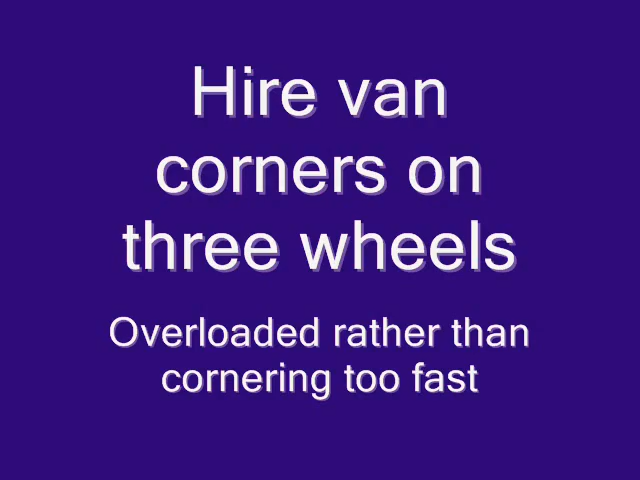 Hire van
corners on
three wheels
Overloaded rather than
cornering too fast